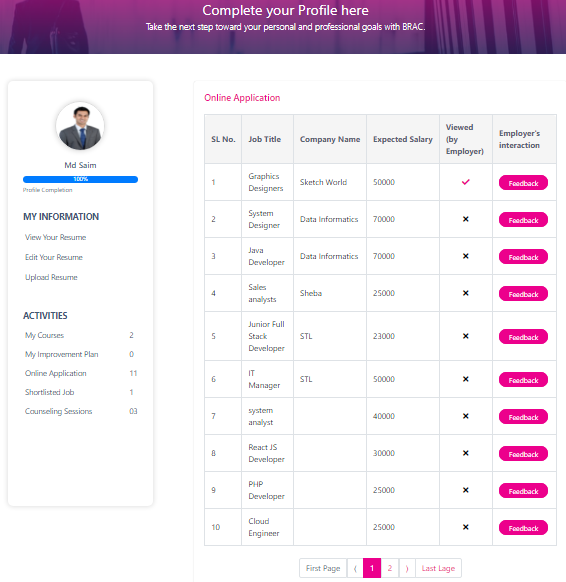 Complete your Profile here
Take the next step toward your personal and professional goals with BRAC.
Md Saim
100%
Profile Completion
MY INFORMATION
View Your Resume
Edit Your Resume
Upload Resume
ACTIVITIES
My Courses 2
My Improvement Plan 0
Online Application 11
Shortlisted Job 1
Counseling Sessions 03
Online Application
SL No. Job Title Company Name Expected Salary Viewed (by Employer) Employer's interaction
1 Graphics Designers Sketch World 50000 ✓ Feedback
2 System Designer Data Informatics 70000 ✕ Feedback
3 Java Developer Data Informatics 70000 ✕ Feedback
4 Sales analysts Sheba 25000 ✕ Feedback
5 Junior Full Stack Developer STL 23000 ✕ Feedback
6 IT Manager STL 50000 ✕ Feedback
7 system analyst 40000 ✕ Feedback
8 React JS Developer 30000 ✕ Feedback
9 PHP Developer 25000 ✕ Feedback
10 Cloud Engineer 25000 ✕ Feedback
First Page ⟨ 1 2 ⟩ Last Lage